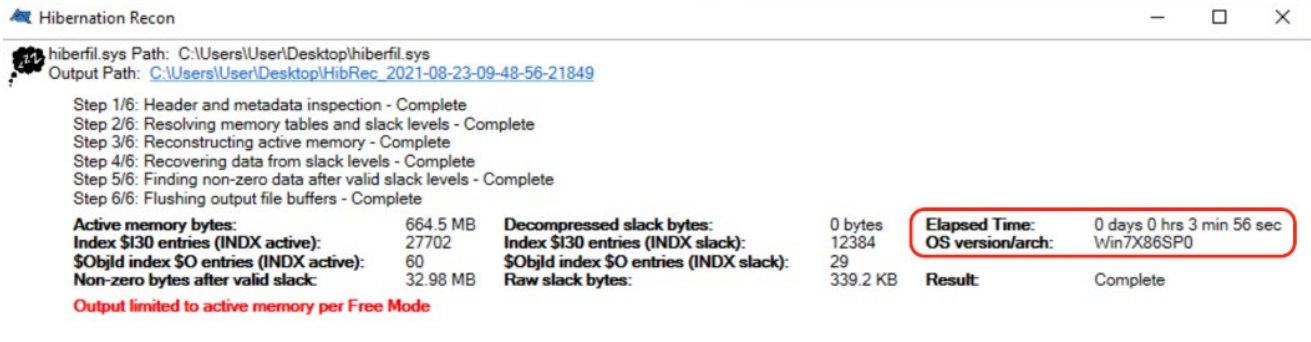 Hibernation Recon
hiberfil.sys Path: C:\Users\User\Desktop\hiberfil.sys
Output Path: C:\Users\User\Desktop\HibRec_2021-08-23-09-48-56-21849
Step 1/6: Header and metadata inspection - Complete
Step 2/6: Resolving memory tables and slack levels - Complete
Step 3/6: Reconstructing active memory - Complete
Step 4/6: Recovering data from slack levels - Complete
Step 5/6: Finding non-zero data after valid slack levels - Complete
Step 6/6: Flushing output file buffers - Complete
Active memory bytes: 664.5 MB Decompressed slack bytes: 0 bytes Elapsed Time: 0 days 0 hrs 3 min 56 sec
Index $I30 entries (INDX active): 27702 Index $I30 entries (INDX slack): 12384 OS version/arch: Win7X86SP0
$ObjId index $O entries (INDX active): 60 $ObjId index $O entries (INDX slack): 29
Non-zero bytes after valid slack: 32.98 MB Raw slack bytes: 339.2 KB Result: Complete
Output limited to active memory per Free Mode